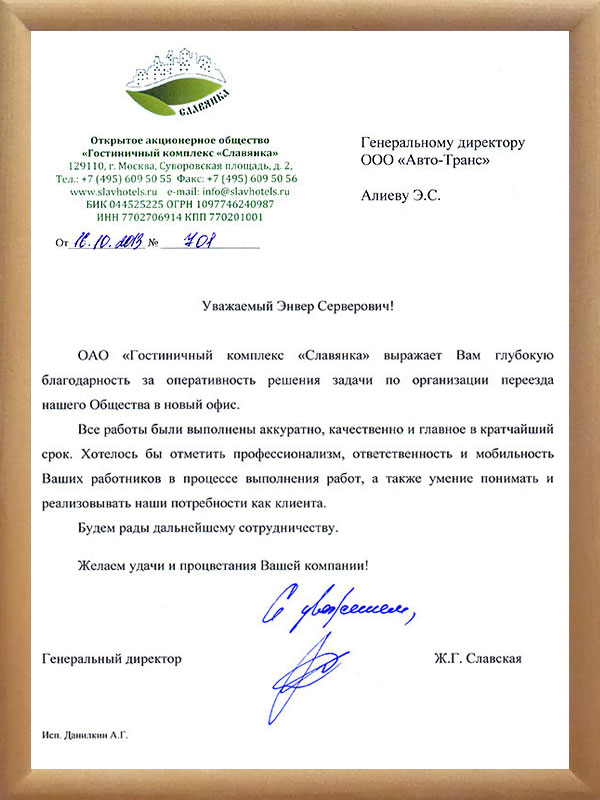 СЛАВЯНКА
Открытое акционерное общество
«Гостиничный комплекс «Славянка»
129110, г. Москва, Суворовская площадь, д. 2,
Тел.: +7 (495) 609 50 55 Факс: +7 (495) 609 50 56
www.slavhotels.ru e-mail: info@slavhotels.ru
БИК 044525225 ОГРН 1097746240987
ИНН 7702706914 КПП 770201001
От 16.10.2013 № 701
Генеральному директору
ООО «Авто-Транс»
Алиеву Э.С.
Уважаемый Энвер Серверович!
ОАО «Гостиничный комплекс «Славянка» выражает Вам глубокую
благодарность за оперативность решения задачи по организации переезда
нашего Общества в новый офис.
Все работы были выполнены аккуратно, качественно и главное в кратчайший
срок. Хотелось бы отметить профессионализм, ответственность и мобильность
Ваших работников в процессе выполнения работ, а также умение понимать и
реализовывать наши потребности как клиента.
Будем рады дальнейшему сотрудничеству.
Желаем удачи и процветания Вашей компании!
С уважением,
Генеральный директор Ж.Г. Славская
Исп. Данилкин А.Г.